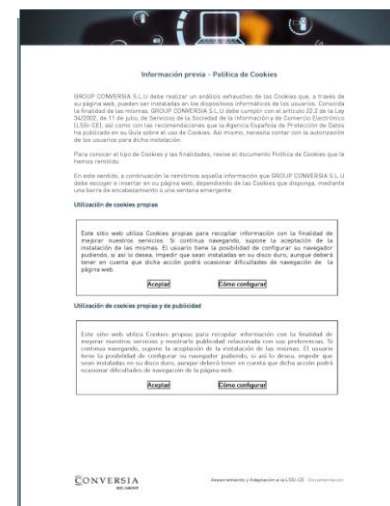 Información previa - Política de Cookies
GROUP CONVERSIA S.L.U debe realizar un análisis exhaustivo de las Cookies que, a través de
su página web, pueden ser instaladas en los dispositivos informáticos de los usuarios. Conocida
la finalidad de las mismas, GROUP CONVERSIA S.L.U debe cumplir con el artículo 22.2 de la Ley
34/2002, de 11 de julio, de Servicios de la Sociedad de la Información y de Comercio Electrónico
(LSSI-CE), así como con las recomendaciones que la Agencia Española de Protección de Datos
ha publicado en su Guía sobre el uso de Cookies. Así mismo, necesita contar con la autorización
de los usuarios para dicha instalación.
Para conocer el tipo de Cookies y las finalidades, revise el documento Política de Cookies que le
hemos remitido.
En este sentido, a continuación le remitimos aquella información que GROUP CONVERSIA S.L.U
debe escoger e insertar en su página web, dependiendo de las Cookies que disponga, mediante
una barra de encabezamiento o una ventana emergente.
Utilización de cookies propias
Este sitio web utiliza Cookies propias para recopilar información con la finalidad de
mejorar nuestros servicios. Si continua navegando, supone la aceptación de la
instalación de las mismas. El usuario tiene la posibilidad de configurar su navegador
pudiendo, si así lo desea, impedir que sean instaladas en su disco duro, aunque deberá
tener en cuenta que dicha acción podrá ocasionar dificultades de navegación de la
página web.
Aceptar Cómo configurar
Utilización de cookies propias y de publicidad
Este sitio web utiliza Cookies propias para recopilar información con la finalidad de
mejorar nuestros servicios y mostrarle publicidad relacionada con sus preferencias. Si
continua navegando, supone la aceptación de la instalación de las mismas. El usuario
tiene la posibilidad de configurar su navegador pudiendo, si así lo desea, impedir que
sean instaladas en su disco duro, aunque deberá tener en cuenta que dicha acción podrá
ocasionar dificultades de navegación de la página web.
Aceptar Cómo configurar
CONVERSIA
Asesoramiento y Adaptación a la LSSI-CE · Documentación